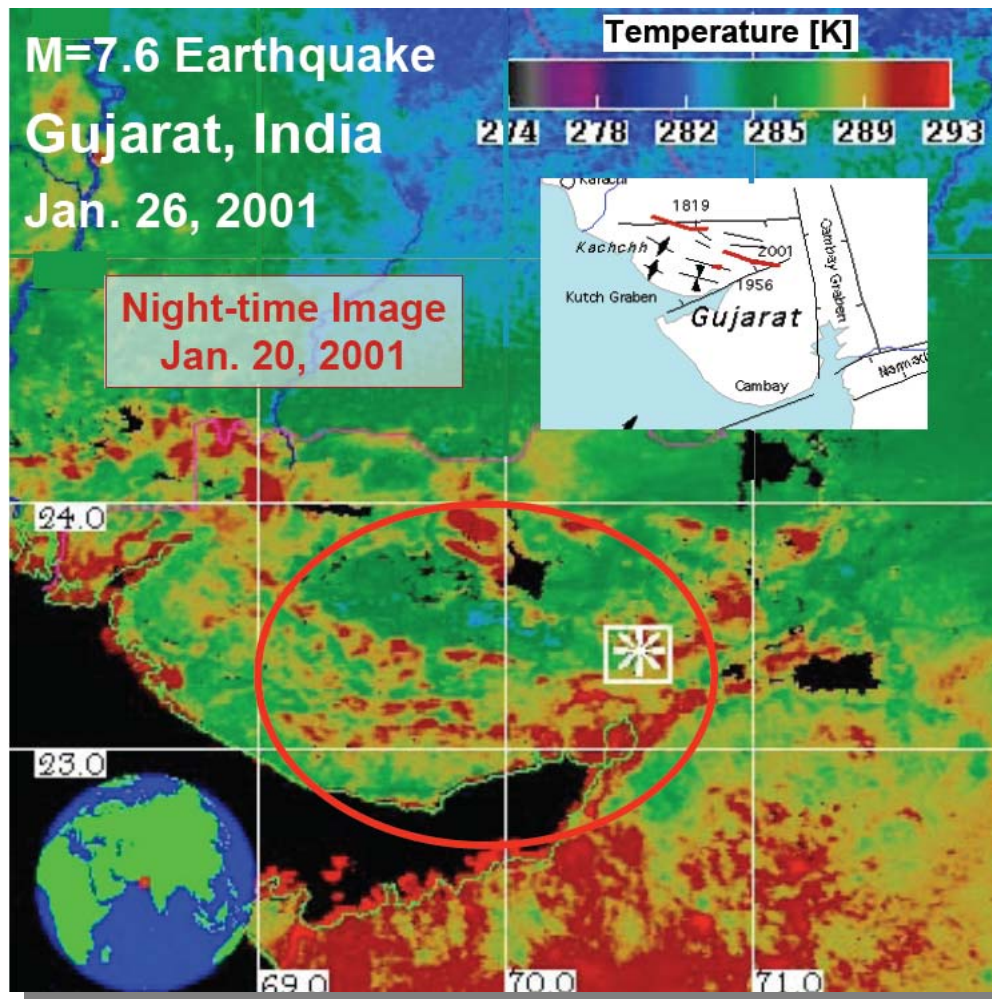 M=7.6 Earthquake
Gujarat, India
Jan. 26, 2001
Temperature [K]
274 278 282 285 289 293
Night-time Image
Jan. 20, 2001
Karachi
1819
Kachchh
2001
1956
Kutch Graben
Gujarat
Cambay Graben
Cambay
Narmad
24.0
23.0
69.0
70.0
71.0